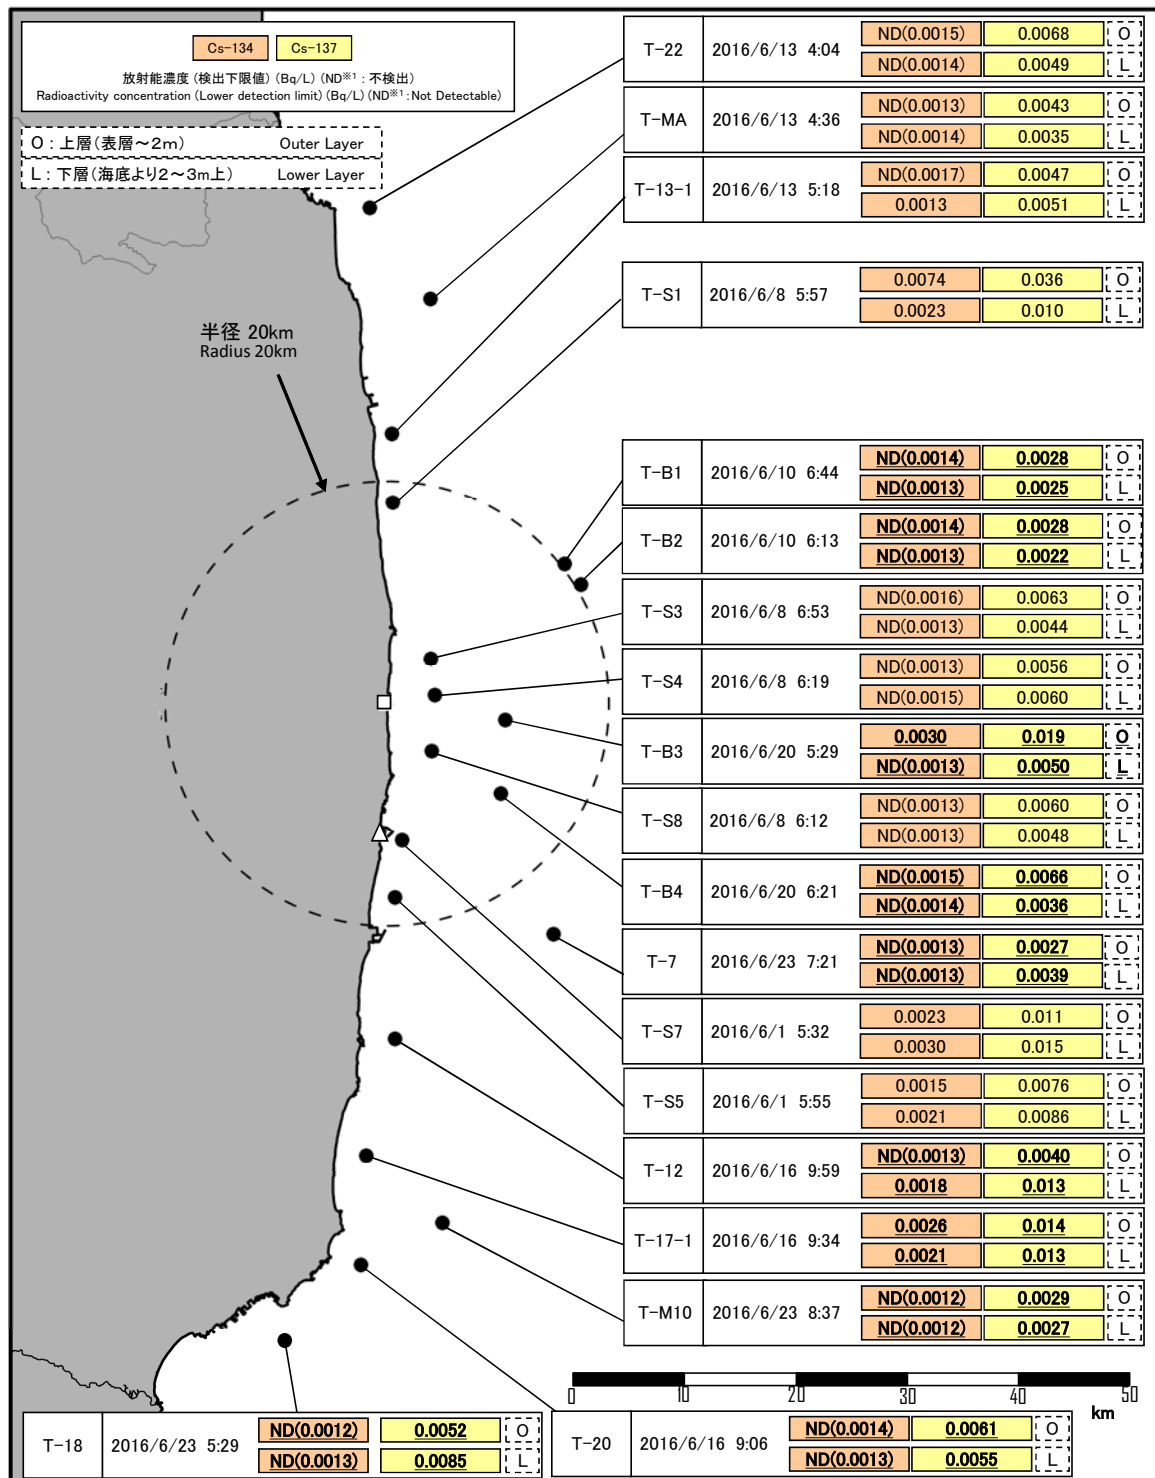 Cs-134 Cs-137
放射能濃度 (検出下限値) (Bq/L) (ND※1 : 不検出)
Radioactivity concentration (Lower detection limit) (Bq/L) (ND※1 : Not Detectable)
O : 上層(表層～2m) Outer Layer
L : 下層(海底より2～3m上) Lower Layer
半径 20km
Radius 20km
T-22 2016/6/13 4:04
ND(0.0015) 0.0068 O
ND(0.0014) 0.0049 L
T-MA 2016/6/13 4:36
ND(0.0013) 0.0043 O
ND(0.0014) 0.0035 L
T-13-1 2016/6/13 5:18
ND(0.0017) 0.0047 O
0.0013 0.0051 L
T-S1 2016/6/8 5:57
0.0074 0.036 O
0.0023 0.010 L
T-B1 2016/6/10 6:44
ND(0.0014) 0.0028 O
ND(0.0013) 0.0025 L
T-B2 2016/6/10 6:13
ND(0.0014) 0.0028 O
ND(0.0013) 0.0022 L
T-S3 2016/6/8 6:53
ND(0.0016) 0.0063 O
ND(0.0013) 0.0044 L
T-S4 2016/6/8 6:19
ND(0.0013) 0.0056 O
ND(0.0015) 0.0060 L
T-B3 2016/6/20 5:29
0.0030 0.019 O
ND(0.0013) 0.0050 L
T-S8 2016/6/8 6:12
ND(0.0013) 0.0060 O
ND(0.0013) 0.0048 L
T-B4 2016/6/20 6:21
ND(0.0015) 0.0066 O
ND(0.0014) 0.0036 L
T-7 2016/6/23 7:21
ND(0.0013) 0.0027 O
ND(0.0013) 0.0039 L
T-S7 2016/6/1 5:32
0.0023 0.011 O
0.0030 0.015 L
T-S5 2016/6/1 5:55
0.0015 0.0076 O
0.0021 0.0086 L
T-12 2016/6/16 9:59
ND(0.0013) 0.0040 O
0.0018 0.013 L
T-17-1 2016/6/16 9:34
0.0026 0.014 O
0.0021 0.013 L
T-M10 2016/6/23 8:37
ND(0.0012) 0.0029 O
ND(0.0012) 0.0027 L
0 10 20 30 40 50
km
T-18 2016/6/23 5:29
ND(0.0012) 0.0052 O
ND(0.0013) 0.0085 L
T-20 2016/6/16 9:06
ND(0.0014) 0.0061 O
ND(0.0013) 0.0055 L